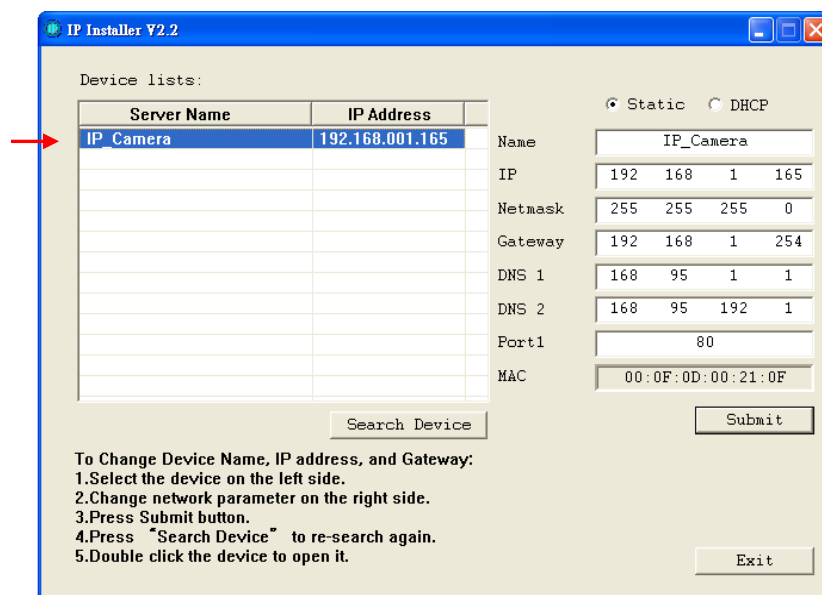 IP Installer V2.2
Device lists:
Server Name IP Address
IP_Camera 192.168.001.165
Static DHCP
Name IP_Camera
IP 192 168 1 165
Netmask 255 255 255 0
Gateway 192 168 1 254
DNS 1 168 95 1 1
DNS 2 168 95 192 1
Port1 80
MAC 00:0F:0D:00:21:0F
Search Device
Submit
To Change Device Name, IP address, and Gateway:
1.Select the device on the left side.
2.Change network parameter on the right side.
3.Press Submit button.
4.Press “Search Device” to re-search again.
5.Double click the device to open it.
Exit